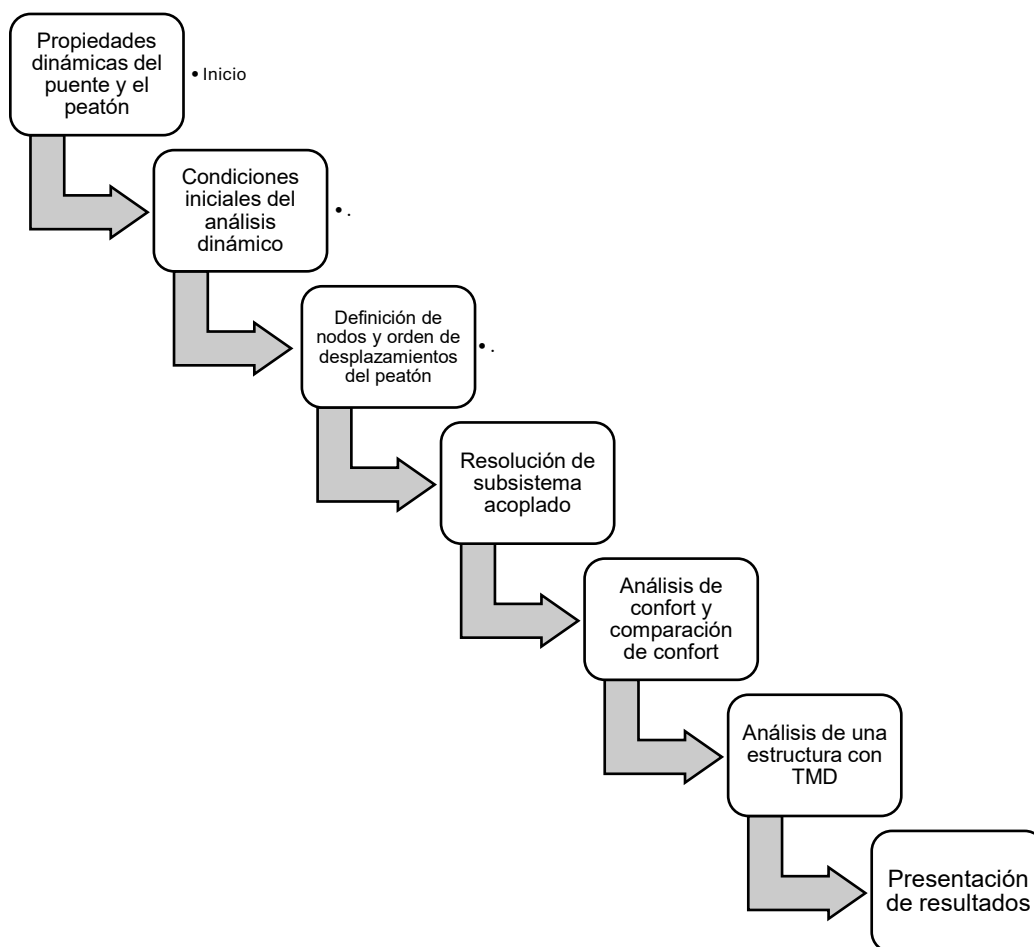 Propiedades
dinámicas del
puente y el
peatón
• Inicio
Condiciones
iniciales del
análisis
dinámico
• .
Definición de
nodos y orden de
desplazamientos
del peatón
• .
Resolución de
subsistema
acoplado
Análisis de
confort y
comparación
de confort
Análisis de una
estructura con
TMD
Presentación
de resultados